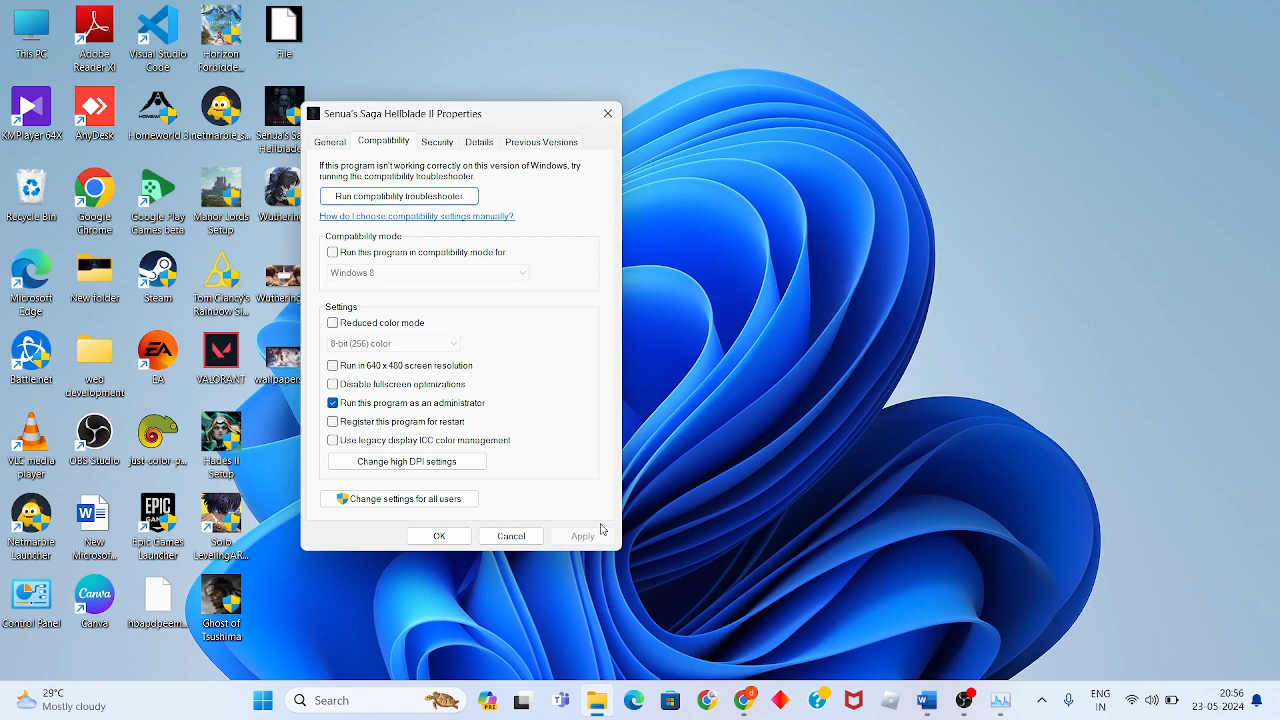 This PC
Adobe
Reader XI
Visual Studio
Code
Horizon
Forbidde...
File
KMPlayer 64X
AnyDesk
Homeworld 3
netmarble_s...
Senua's Sa
Hellblade
Recycle Bin
Google
Chrome
Google Play
Games beta
Manor Lords
Setup
Wuthering
Microsoft
Edge
New folder
Steam
Tom Clancy's
Rainbow Si...
Wuthering
Battle.net
wed
development
EA
VALORANT
wallpapers
VLC media
player
OBS Studio
just-color-p...
Hades II
Setup
Netmarble
Launcher
New
Microsof...
Epic Games
Launcher
Solo
LevelingAR...
Control Panel
Canva
nbapdpeem...
Ghost of
Tsushima
Senua's Saga Hellblade II Properties
General
Compatibility
Security
Details
Previous Versions
If this program isn't working correctly on this version of Windows, try
running the compatibility troubleshooter.
Run compatibility troubleshooter
How do I choose compatibility settings manually?
Compatibility mode
Run this program in compatibility mode for:
Windows 8
Settings
Reduced color mode
8-bit (256) color
Run in 640 x 480 screen resolution
Disable fullscreen optimizations
Run this program as an administrator
Register this program for restart
Use legacy display ICC color management
Change high DPI settings
Change settings for all users
OK
Cancel
Apply
29°C
Mostly cloudy
Search
ENG
IN
20:56
23-05-2024